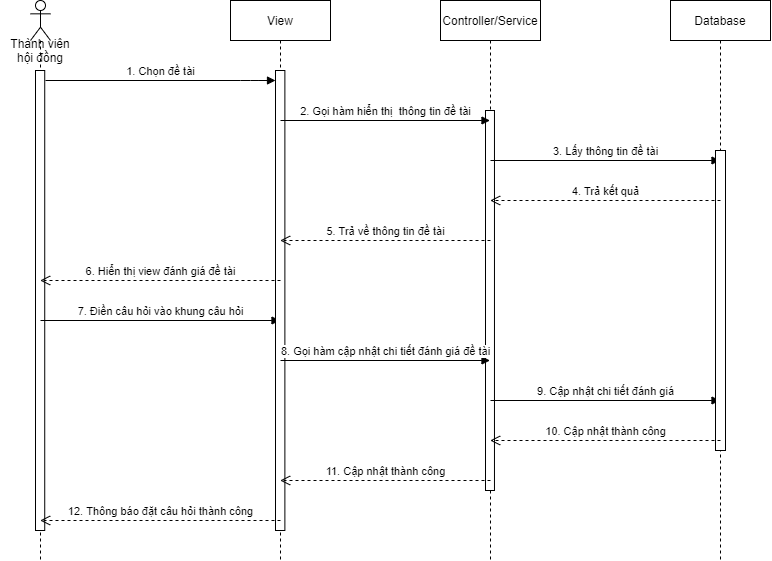 View
Controller/Service
Database
Thành viên
hội đồng
1. Chọn đề tài
2. Gọi hàm hiển thị thông tin đề tài
3. Lấy thông tin đề tài
4. Trả kết quả
5. Trả về thông tin đề tài
6. Hiển thị view đánh giá đề tài
7. Điền câu hỏi vào khung câu hỏi
8. Gọi hàm cập nhật chi tiết đánh giá đề tài
9. Cập nhật chi tiết đánh giá
10. Cập nhật thành công
11. Cập nhật thành công
12. Thông báo đặt câu hỏi thành công